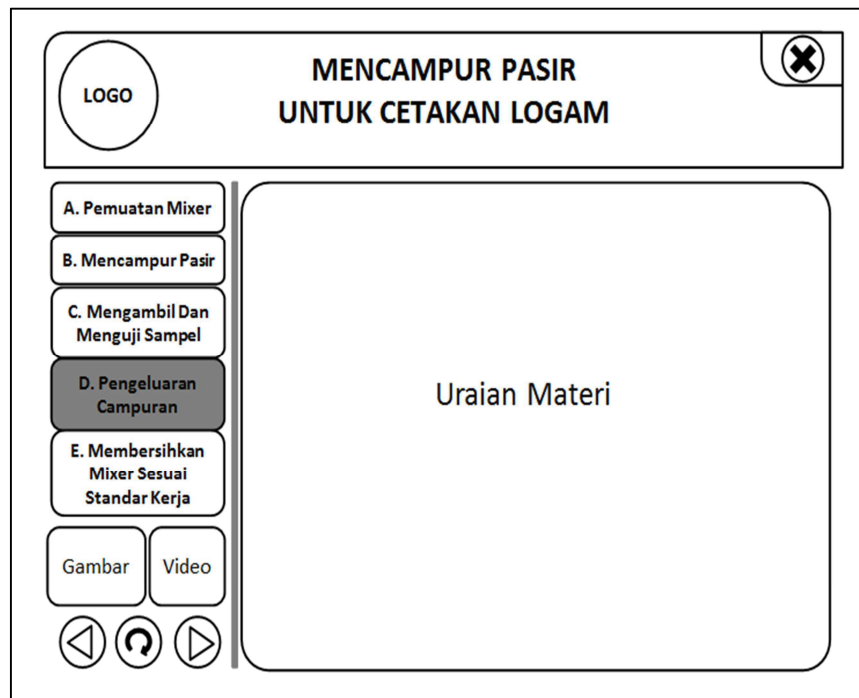 LOGO
MENCAMPUR PASIR
UNTUK CETAKAN LOGAM
A. Pemuatan Mixer
B. Mencampur Pasir
C. Mengambil Dan
Menguji Sampel
D. Pengeluaran
Campuran
E. Membersihkan
Mixer Sesuai
Standar Kerja
Gambar
Video
Uraian Materi